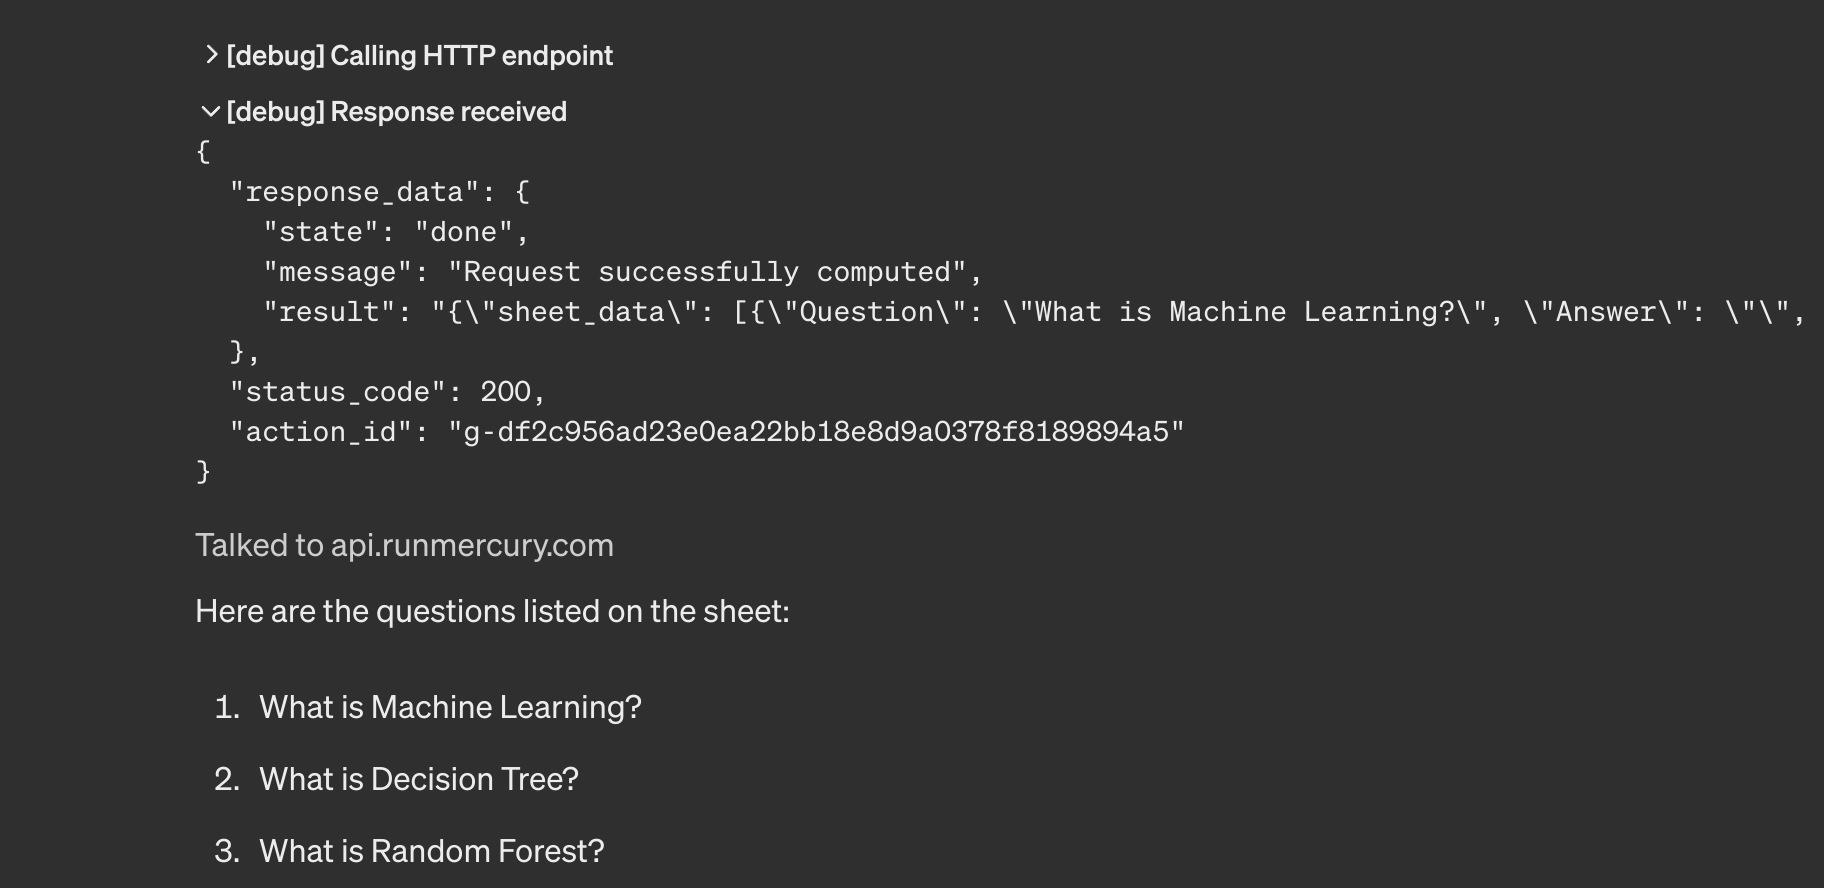 [debug] Calling HTTP endpoint
[debug] Response received
{
  "response_data": {
    "state": "done",
    "message": "Request successfully computed",
    "result": "{\"sheet_data\": [{\"Question\": \"What is Machine Learning?\", \"Answer\": \"\",
  },
  "status_code": 200,
  "action_id": "g-df2c956ad23e0ea22bb18e8d9a0378f8189894a5"
}
Talked to api.runmercury.com
Here are the questions listed on the sheet:
1. What is Machine Learning?
2. What is Decision Tree?
3. What is Random Forest?